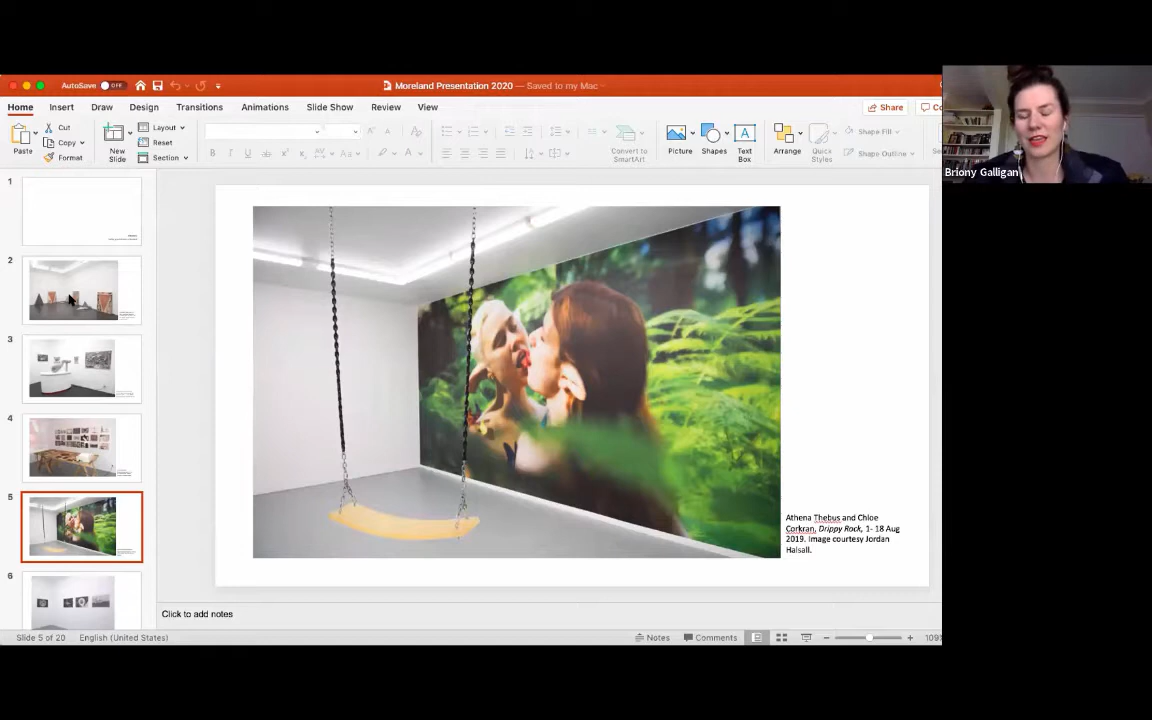 AutoSave OFF
Moreland Presentation 2020 — Saved to my Mac
Home Insert Draw Design Transitions Animations Slide Show Review View
Share Co
Paste
Cut
Copy
Format
New
Slide
Layout
Reset
Section
Convert to
SmartArt
Picture
Shapes
Text
Box
Arrange
Quick
Styles
Shape Fill
Shape Outline
Briony Galligan
1
2
3
4
5
6
Athena Thebus and Chloe
Corkran, Drippy Rock, 1- 18 Aug
2019. Image courtesy Jordan
Halsall.
Click to add notes
Slide 5 of 20 English (United States)
Notes Comments
109%